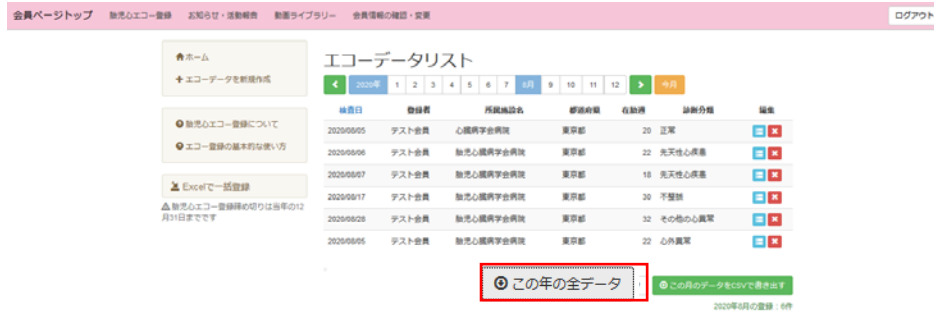 会員ページトップ 胎児心エコー登録 お知らせ・活動報告 動画ライブラリー 会員情報の確認・変更 ログアウト
ホーム
エコーデータを新規作成
胎児心エコー登録について
エコー登録の基本的な使い方
Excelで一括登録
胎児心エコー登録締め切りは当年の12
月31日までです
エコーデータリスト
2020年 1 2 3 4 5 6 7 8月 9 10 11 12 今月
検査日 登録者 所属施設名 都道府県 在胎週 診断分類 編集
2020/08/05 テスト会員 心臓病学会病院 東京都 20 正常
2020/08/06 テスト会員 胎児心臓病学会病院 東京都 22 先天性心疾患
2020/08/07 テスト会員 胎児心臓病学会病院 東京都 18 先天性心疾患
2020/08/17 テスト会員 胎児心臓病学会病院 東京都 30 不整脈
2020/08/28 テスト会員 胎児心臓病学会病院 東京都 32 その他の心異常
2020/08/05 テスト会員 胎児心臓病学会病院 東京都 22 心外異常
この年の全データ
この月のデータをCSVで書き出す
2020年8月の登録:6件